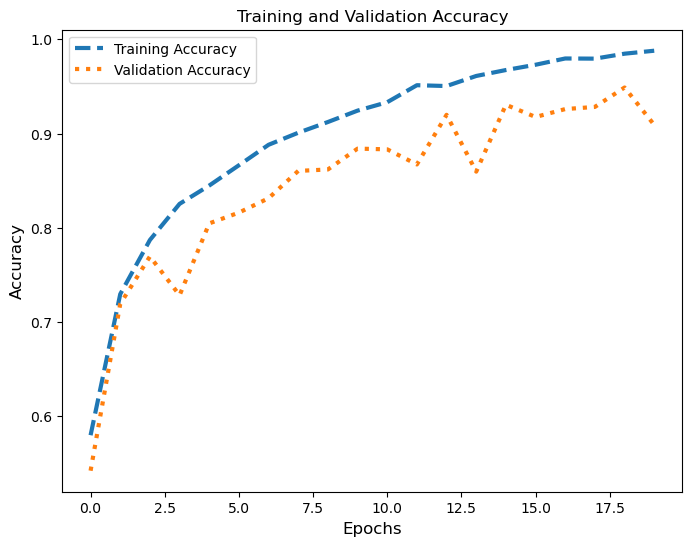 Training and Validation Accuracy
1.0
Training Accuracy
Validation Accuracy
0.9
0.8
0.7
0.6
Accuracy
0.0 2.5 5.0 7.5 10.0 12.5 15.0 17.5
Epochs